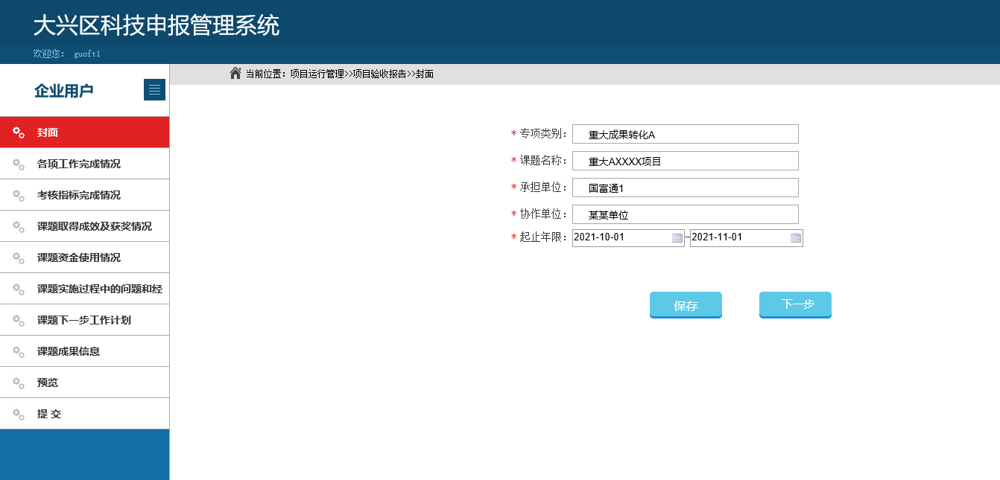 大兴区科技申报管理系统
欢迎您： guoft1
企业用户
当前位置：项目运行管理>>项目验收报告>>封面
封面
各项工作完成情况
考核指标完成情况
课题取得成效及获奖情况
课题资金使用情况
课题实施过程中的问题和经
课题下一步工作计划
课题成果信息
预览
提 交
* 专项类别： 重大成果转化A
* 课题名称： 重大AXXXX项目
* 承担单位： 国富通1
* 协作单位： 某某单位
* 起止年限： 2021-10-01 - 2021-11-01
保存 下一步